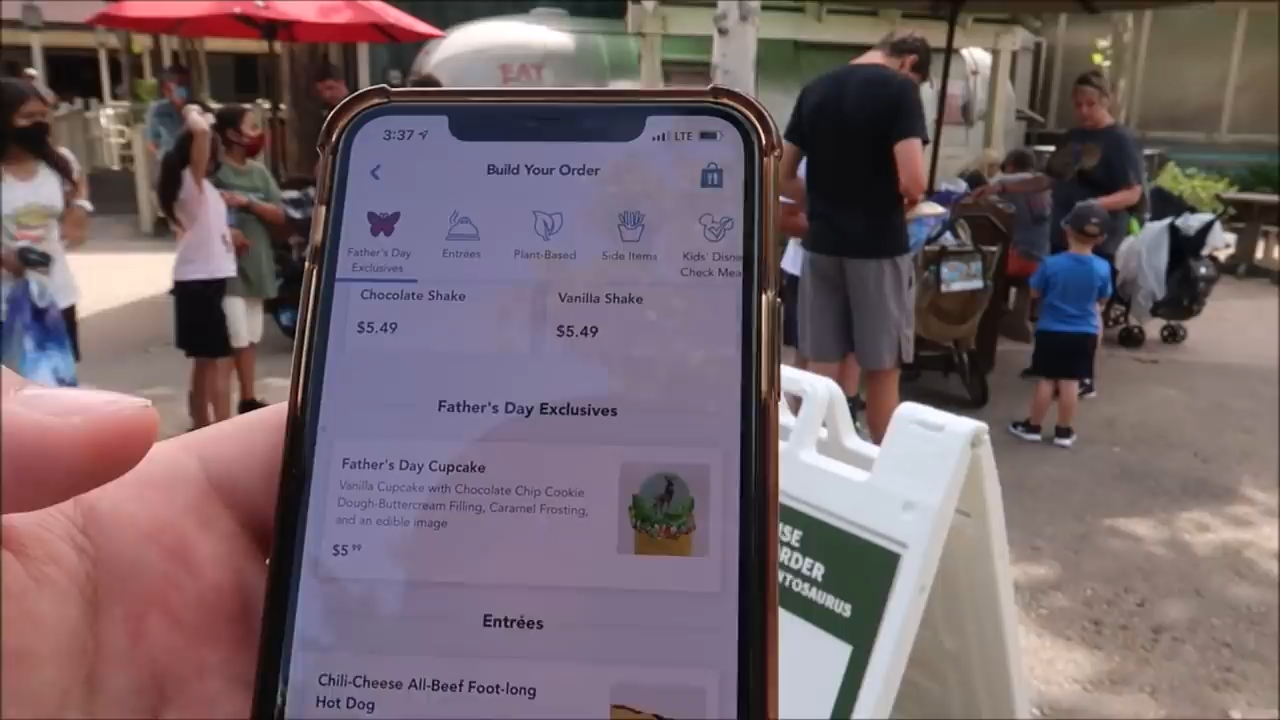 EAT
3:37
LTE
Build Your Order
Father's Day
Exclusives
Entrées
Plant-Based
Side Items
Kids' Disne
Check Mea
Chocolate Shake
$5.49
Vanilla Shake
$5.49
Father's Day Exclusives
Father's Day Cupcake
Vanilla Cupcake with Chocolate Chip Cookie
Dough-Buttercream Filling, Caramel Frosting,
and an edible image
$5⁹⁹
Entrées
Chili-Cheese All-Beef Foot-long
Hot Dog
SE
RDER
NTOSAURUS